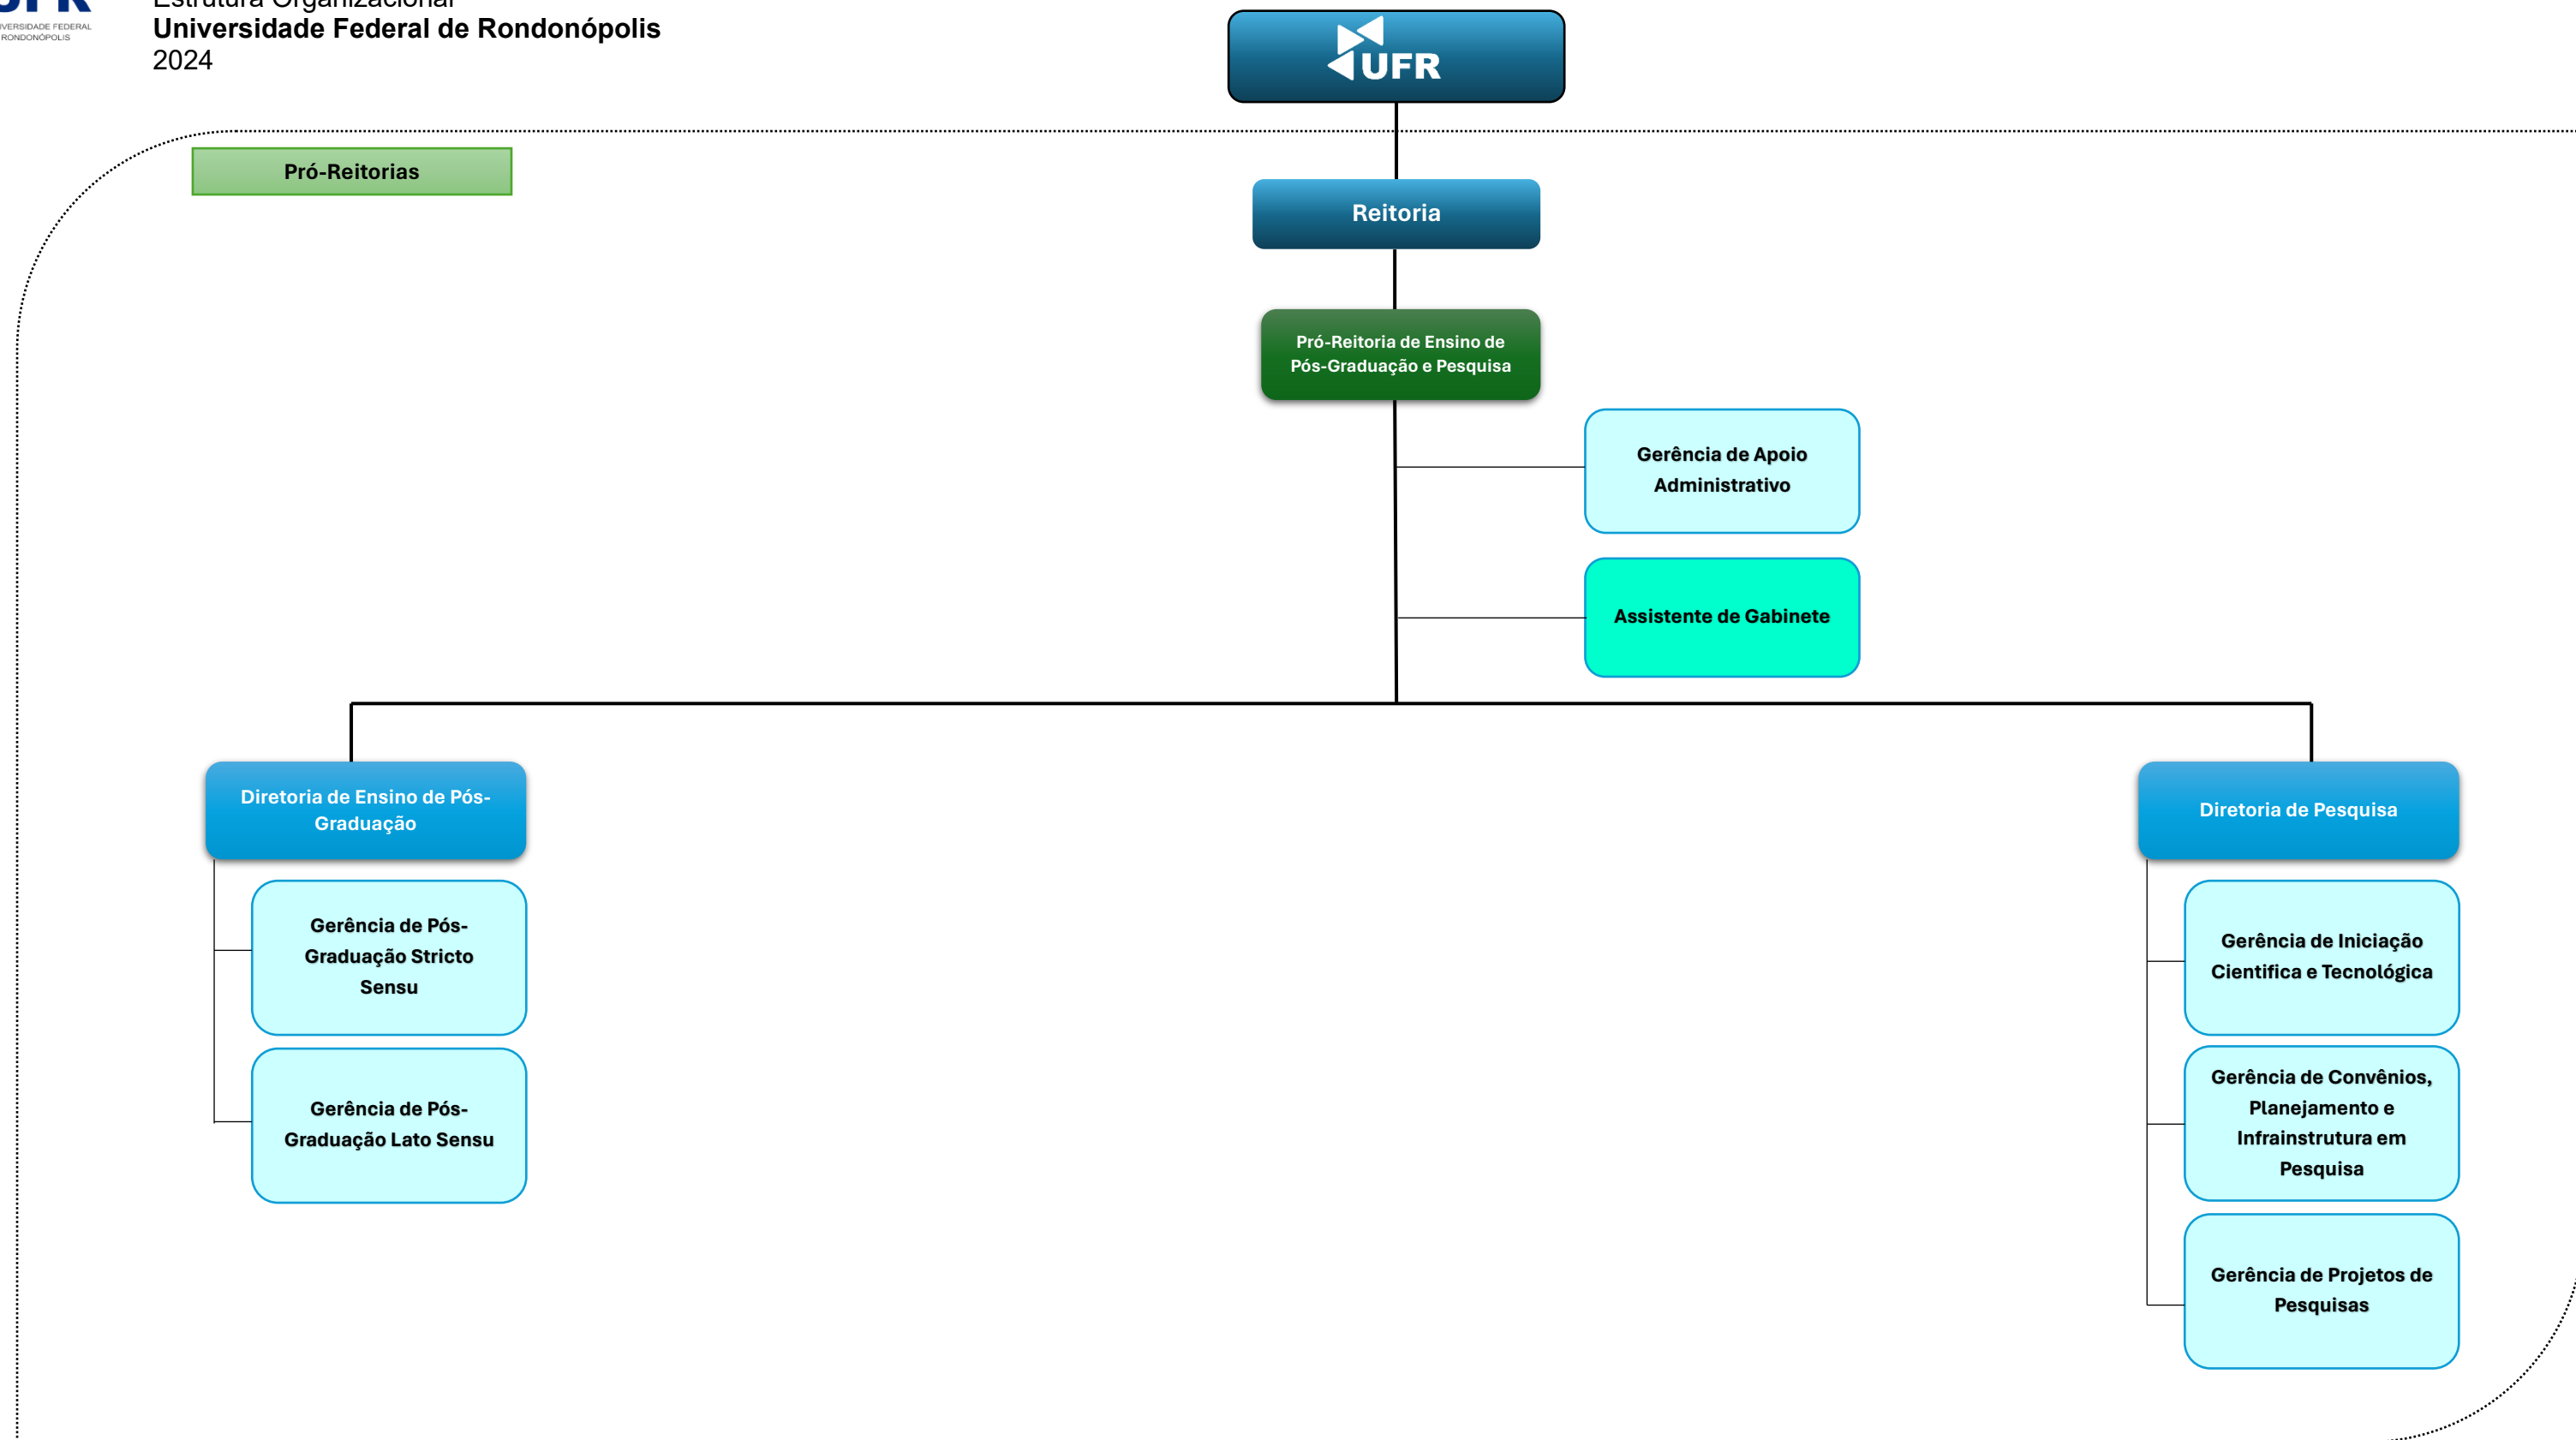 Estrutura Organizacional
Universidade Federal de Rondonópolis
2024
UFR
RONDONÓPOLIS
UFR
Pró-Reitorias
Reitoria
Pró-Reitoria de Ensino de
Pós-Graduação e Pesquisa
Gerência de Apoio
Administrativo
Assistente de Gabinete
Diretoria de Ensino de Pós-
Graduação
Gerência de Pós-
Graduação Stricto
Sensu
Gerência de Pós-
Graduação Lato Sensu
Diretoria de Pesquisa
Gerência de Iniciação
Cientifica e Tecnológica
Gerência de Convênios,
Planejamento e
Infrainstrutura em
Pesquisa
Gerência de Projetos de
Pesquisas